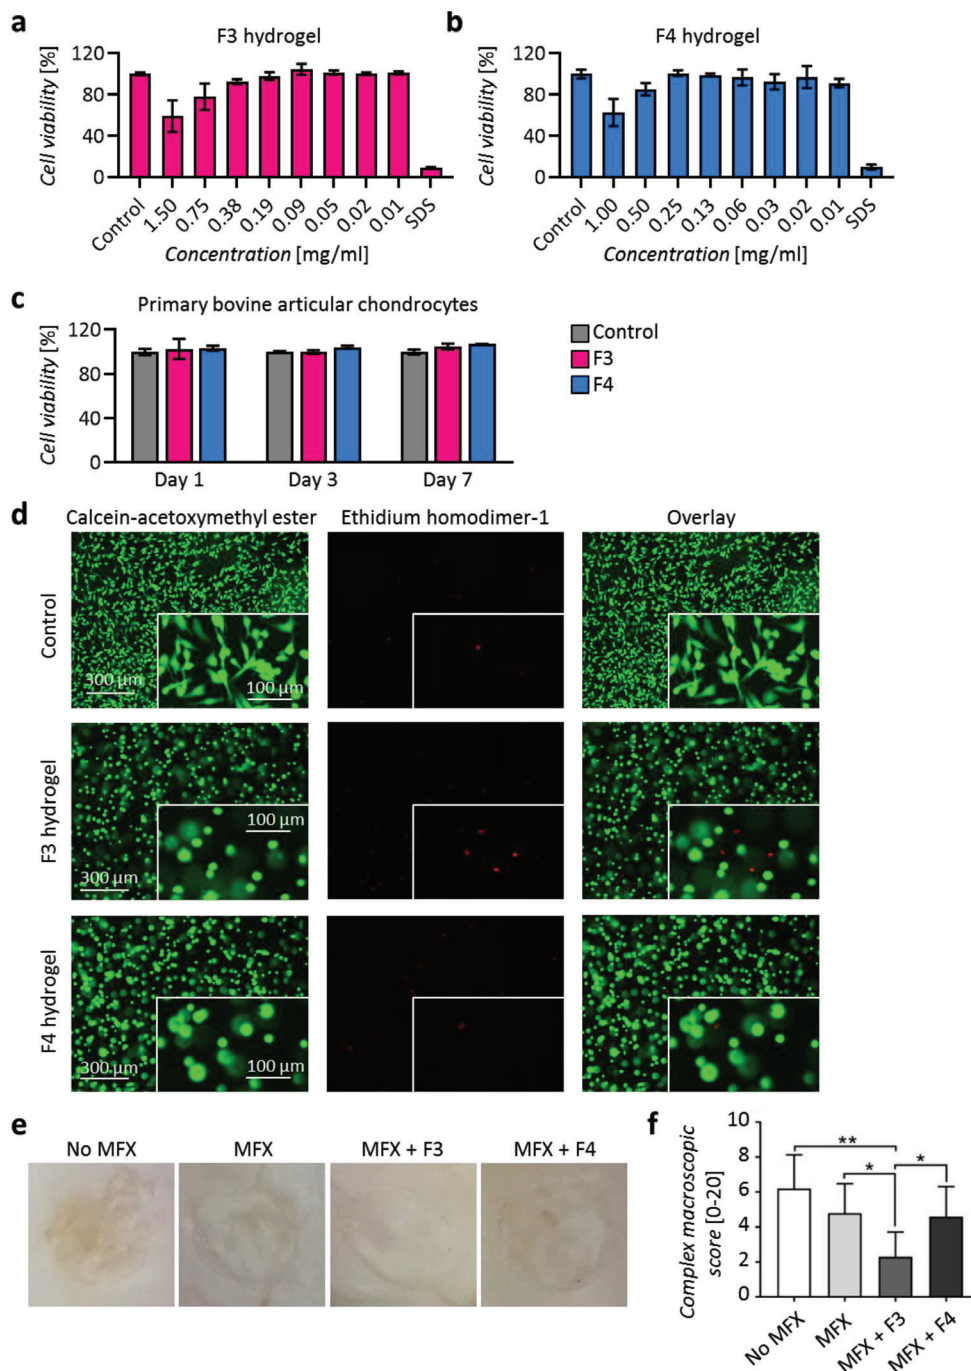 a
F3 hydrogel
Cell viability [%]
120
80
40
0
Control
1.50
0.75
0.38
0.19
0.09
0.05
0.02
0.01
SDS
Concentration [mg/ml]
b
F4 hydrogel
Cell viability [%]
120
80
40
0
Control
1.00
0.50
0.25
0.13
0.06
0.03
0.02
0.01
SDS
Concentration [mg/ml]
c
Primary bovine articular chondrocytes
Cell viability [%]
120
80
40
0
Day 1
Day 3
Day 7
Control
F3
F4
d
Calcein-acetoxymethyl ester
Ethidium homodimer-1
Overlay
Control
300 µm
100 µm
F3 hydrogel
300 µm
100 µm
F4 hydrogel
300 µm
100 µm
e
No MFX
MFX
MFX + F3
MFX + F4
f
Complex macroscopic
score [0-20]
10
8
6
4
2
0
**
*
*
No MFX
MFX
MFX + F3
MFX + F4